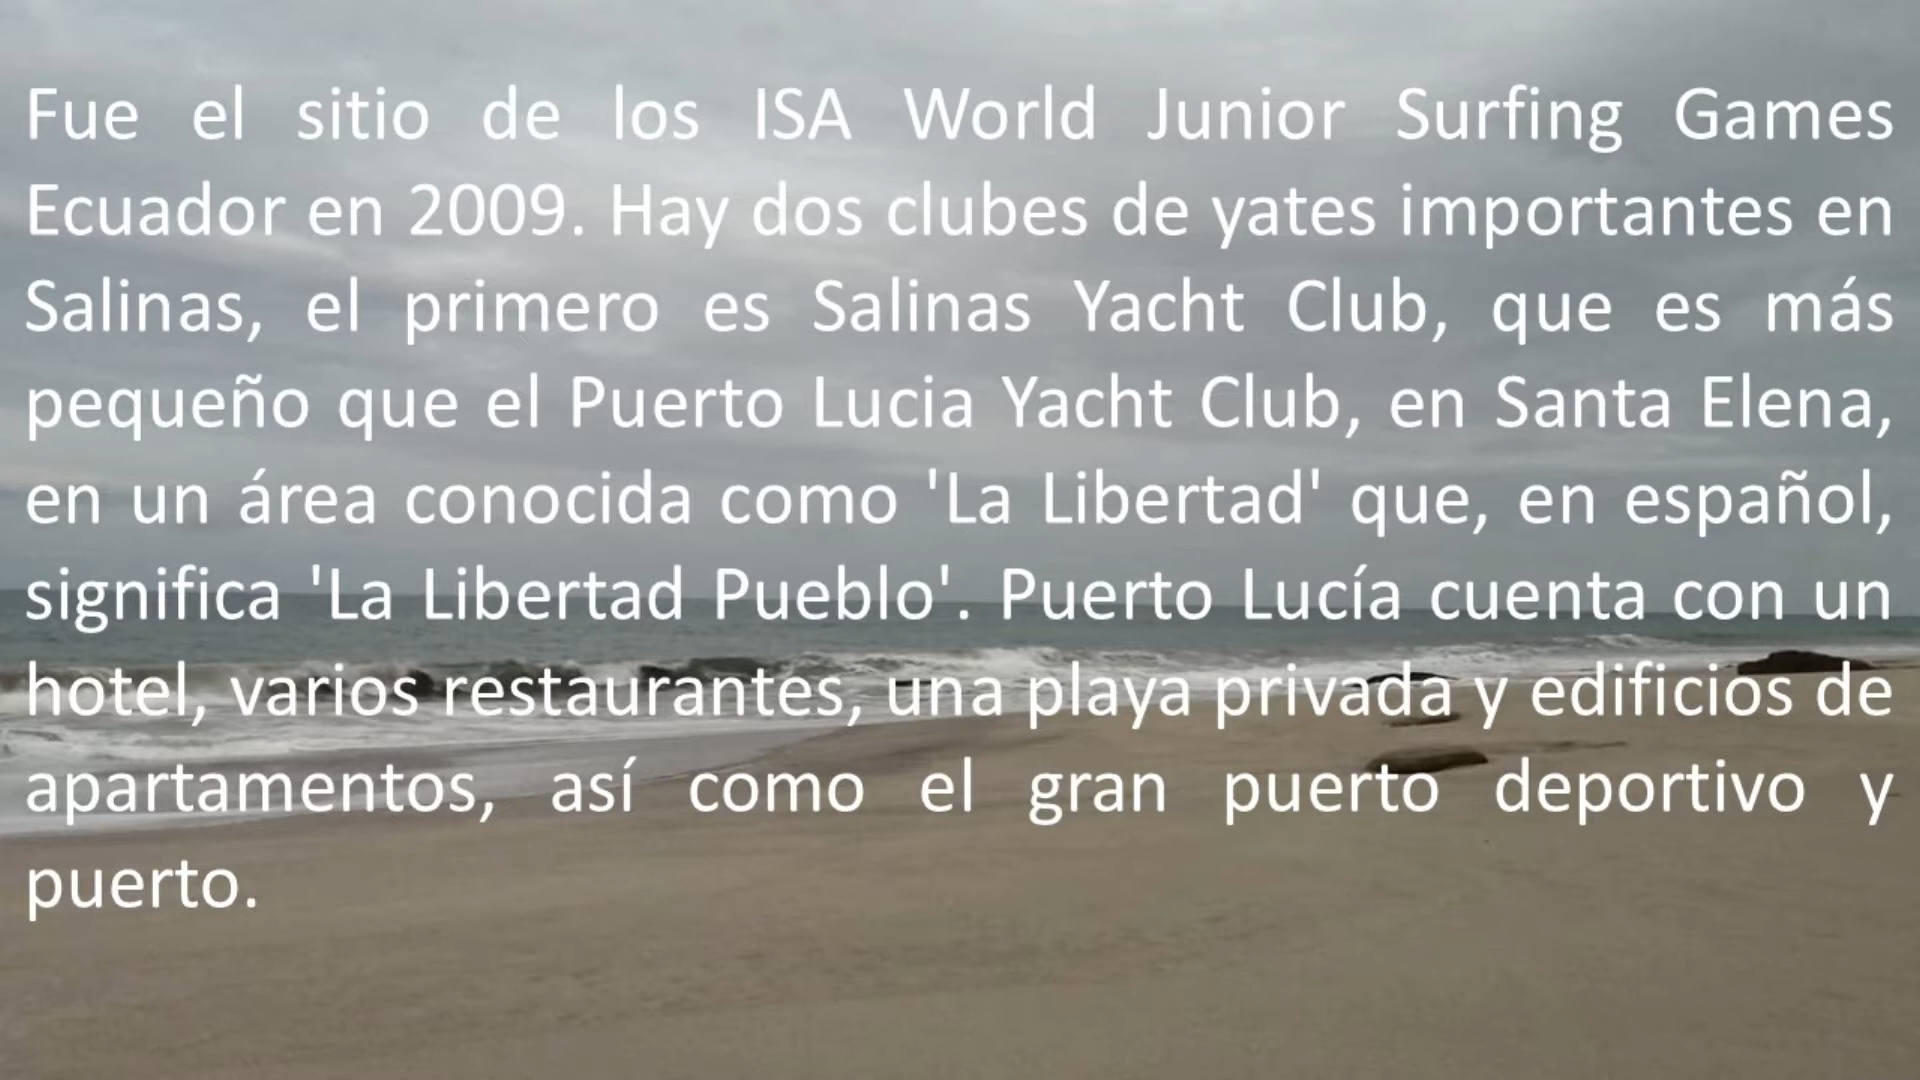 Fue el sitio de los ISA World Junior Surfing Games
Ecuador en 2009. Hay dos clubes de yates importantes en
Salinas, el primero es Salinas Yacht Club, que es más
pequeño que el Puerto Lucia Yacht Club, en Santa Elena,
en un área conocida como 'La Libertad' que, en español,
significa 'La Libertad Pueblo'. Puerto Lucía cuenta con un
hotel, varios restaurantes, una playa privada y edificios de
apartamentos, así como el gran puerto deportivo y
puerto.